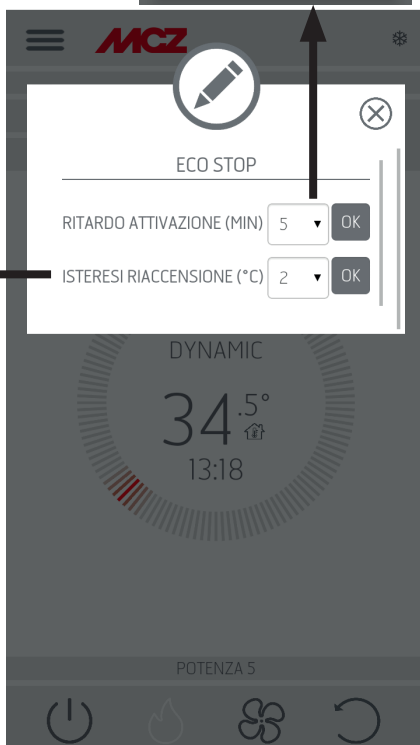 MCZ
ECO STOP
RITARDO ATTIVAZIONE (MIN) 5 OK
ISTERESI RIACCENSIONE (°C) 2 OK
DYNAMIC
34.5°
13:18
POTENZA 5